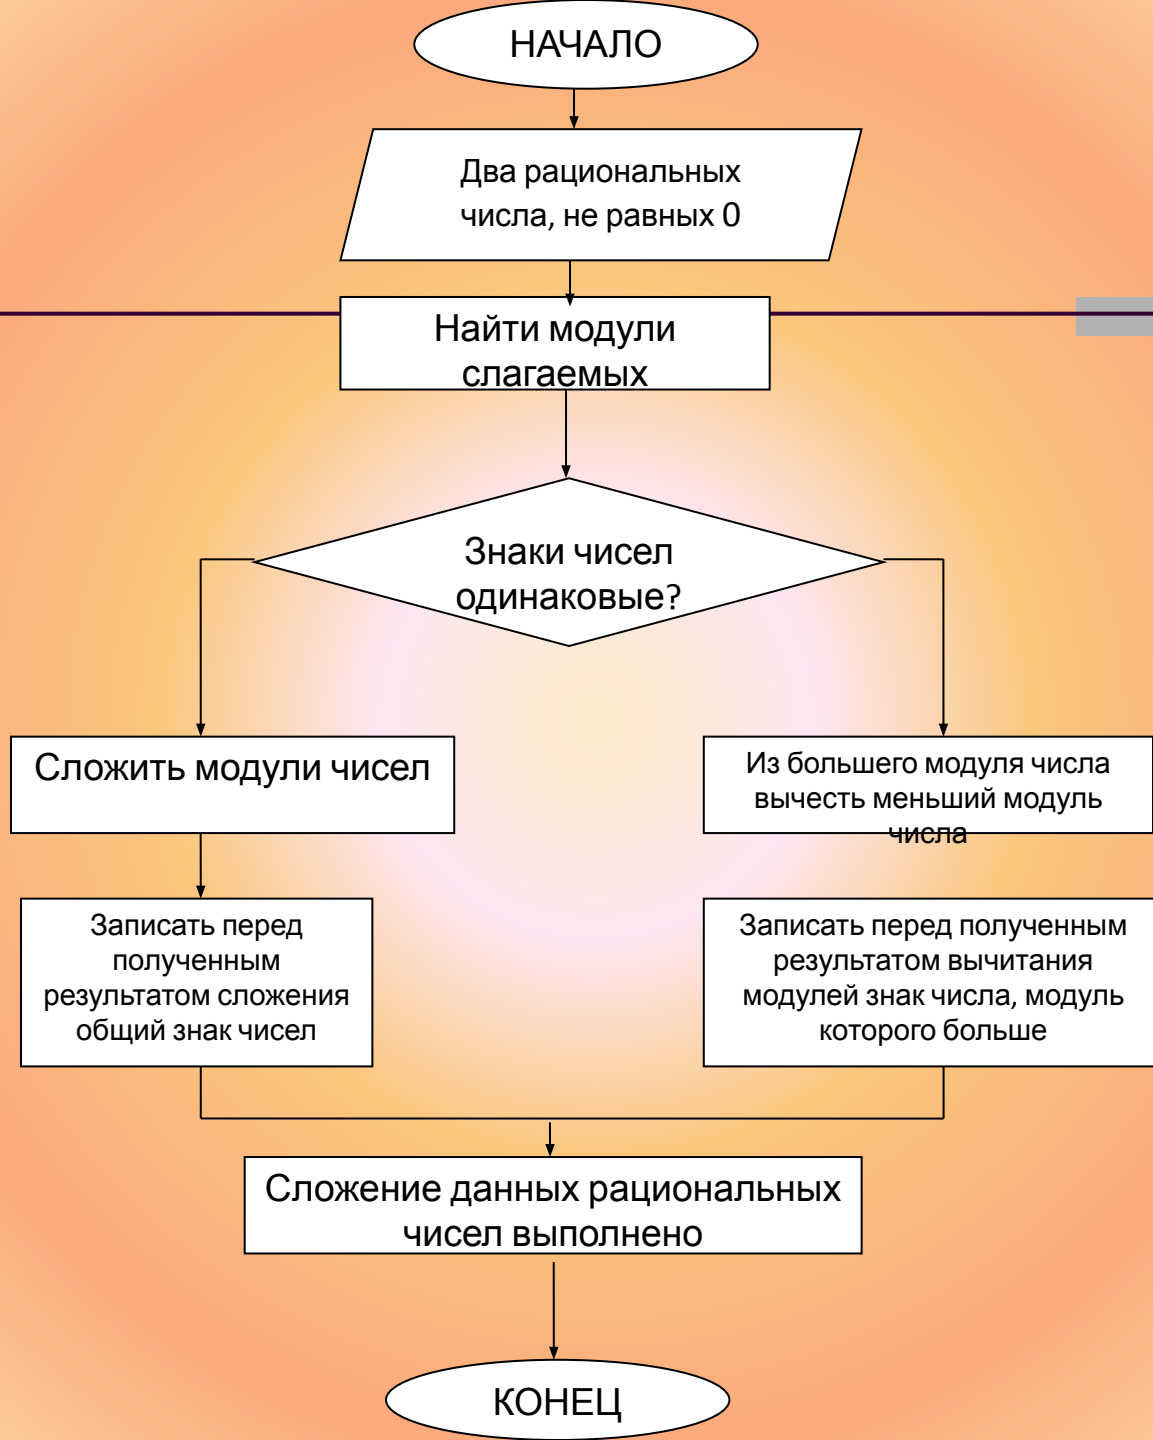 НАЧАЛО
Два рациональных
числа, не равных 0
Найти модули
слагаемых
Знаки чисел
одинаковые?
Сложить модули чисел
Из большего модуля числа
вычесть меньший модуль
числа
Записать перед
полученным
результатом сложения
общий знак чисел
Записать перед полученным
результатом вычитания
модулей знак числа, модуль
которого больше
Сложение данных рациональных
чисел выполнено
КОНЕЦ